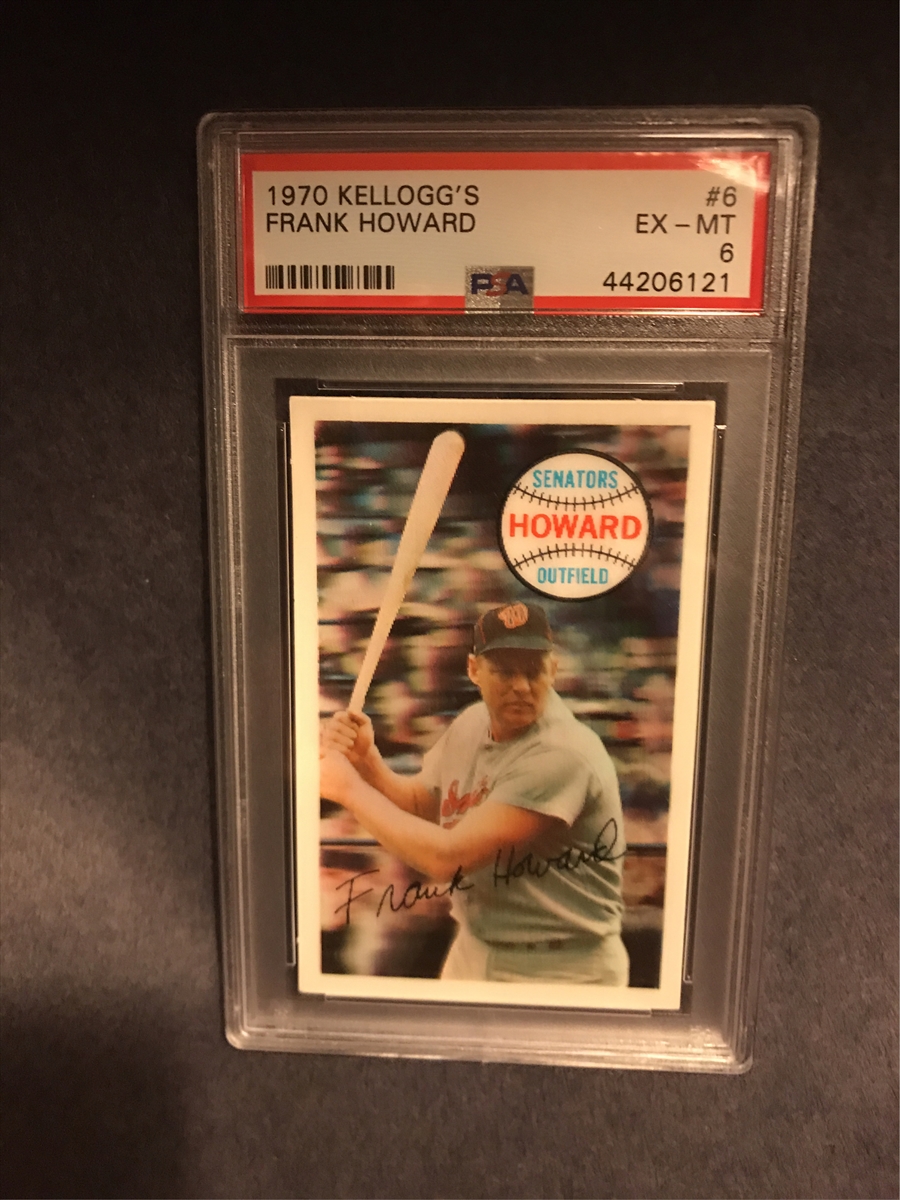 1970 KELLOGG'S #6
FRANK HOWARD EX - MT
6
PSA 44206121
SENATORS
HOWARD
OUTFIELD
W
Frank Howard